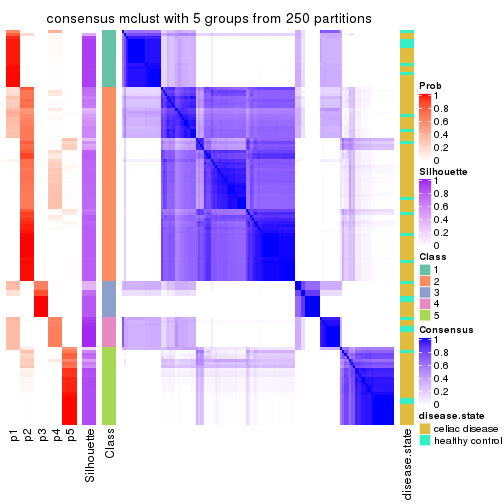 consensus mclust with 5 groups from 250 partitions
p1
p2
p3
p4
p5
Silhouette
Class
disease.state
Prob
1
0.8
0.6
0.4
0.2
0
Silhouette
1
0.8
0.6
0.4
0.2
0
Class
1
2
3
4
5
Consensus
1
0.8
0.6
0.4
0.2
0
disease.state
celiac disease
healthy control